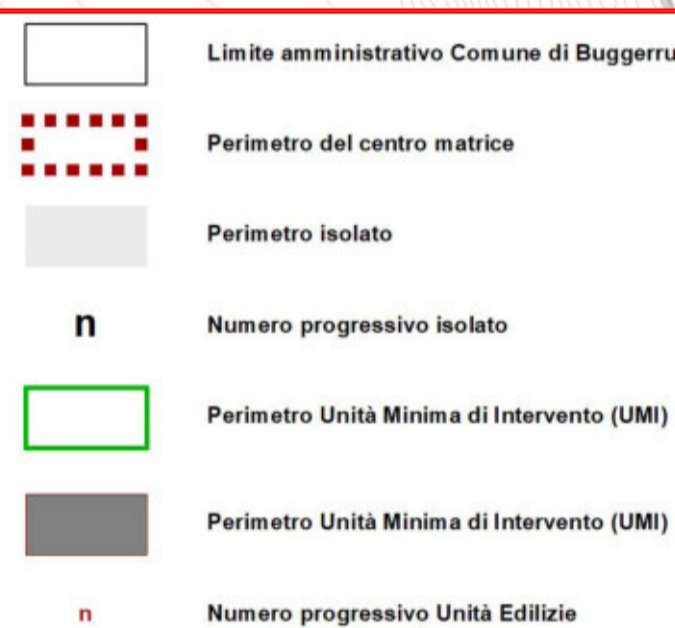 Limite amministrativo Comune di Buggerru
Perimetro del centro matrice
Perimetro isolato
n Numero progressivo isolato
Perimetro Unità Minima di Intervento (UMI)
Perimetro Unità Minima di Intervento (UMI)
n Numero progressivo Unità Edilizie